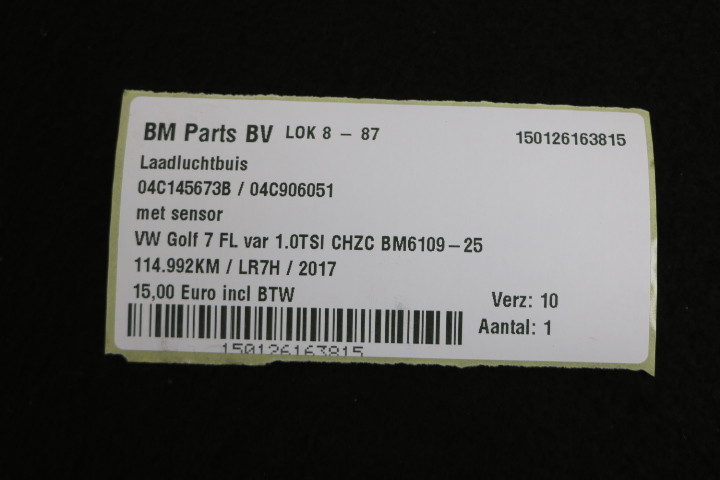 BM Parts BV LOK 8 - 87 150126163815
Laadluchtbuis
04C145673B / 04C906051
met sensor
VW Golf 7 FL var 1.0TSI CHZC BM6109-25
114.992KM / LR7H / 2017
15,00 Euro incl BTW Verz: 10
Aantal: 1
150126163815